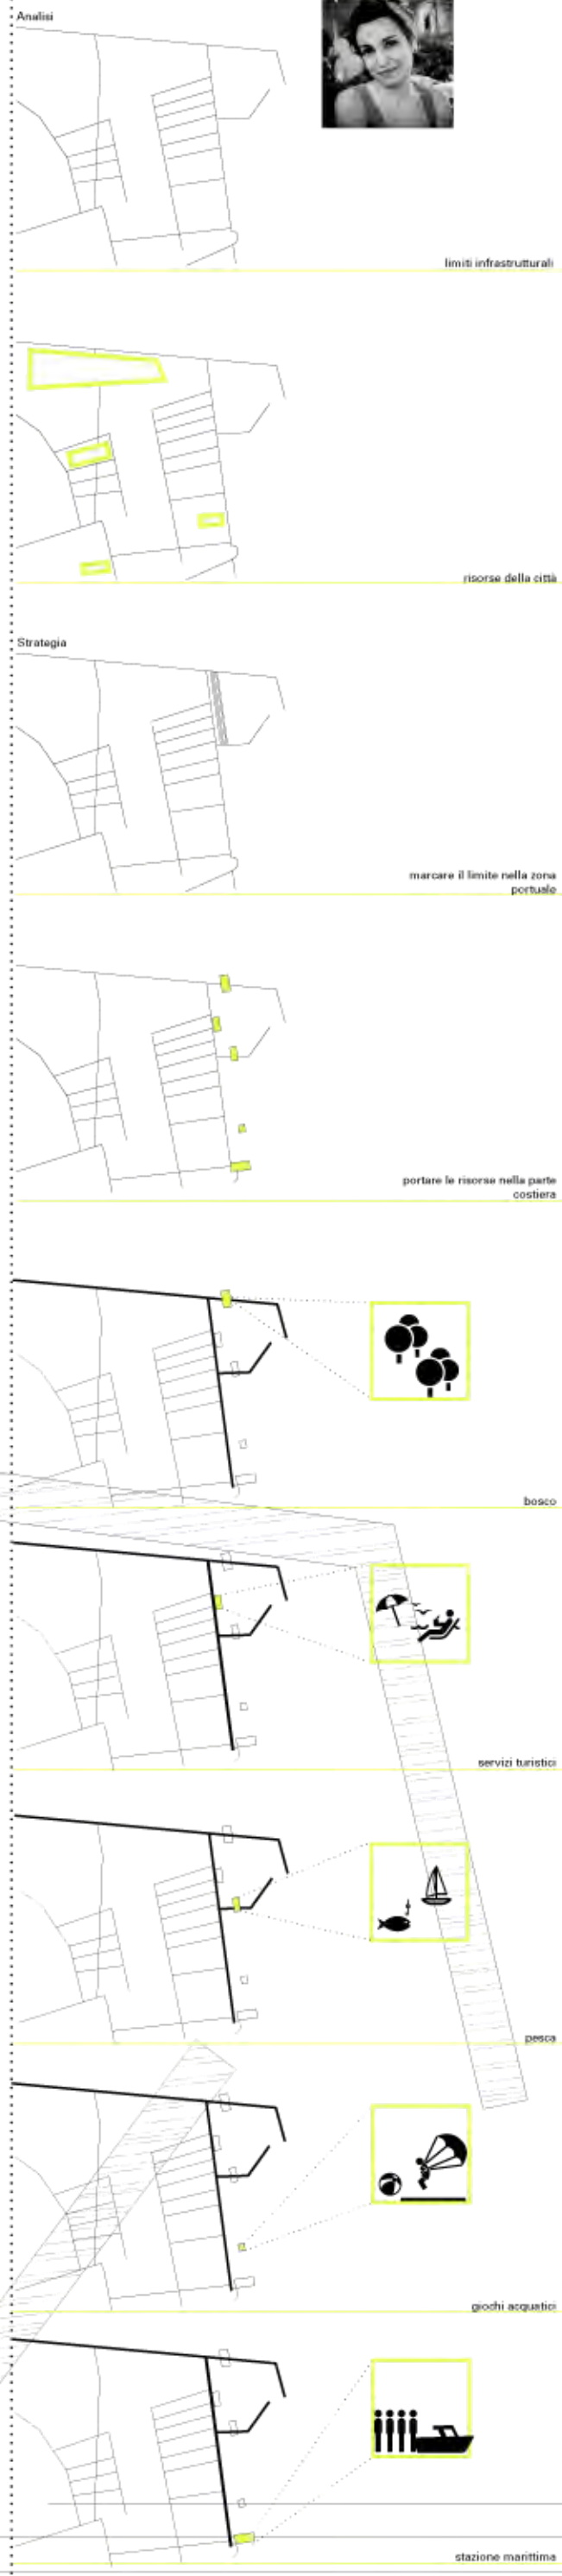 Analisi
limiti infrastrutturali
risorse della città
Strategia
marcare il limite nella zona
portuale
portare le risorse nella parte
costiera
bosco
servizi turistici
pesca
giochi acquatici
stazione marittima